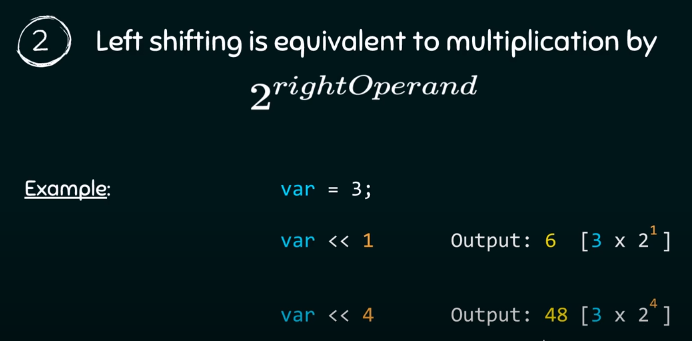 2 Left shifting is equivalent to multiplication by
2^rightOperand
Example: var = 3;
var << 1 Output: 6 [3 x 2^1]
var << 4 Output: 48 [3 x 2^4]